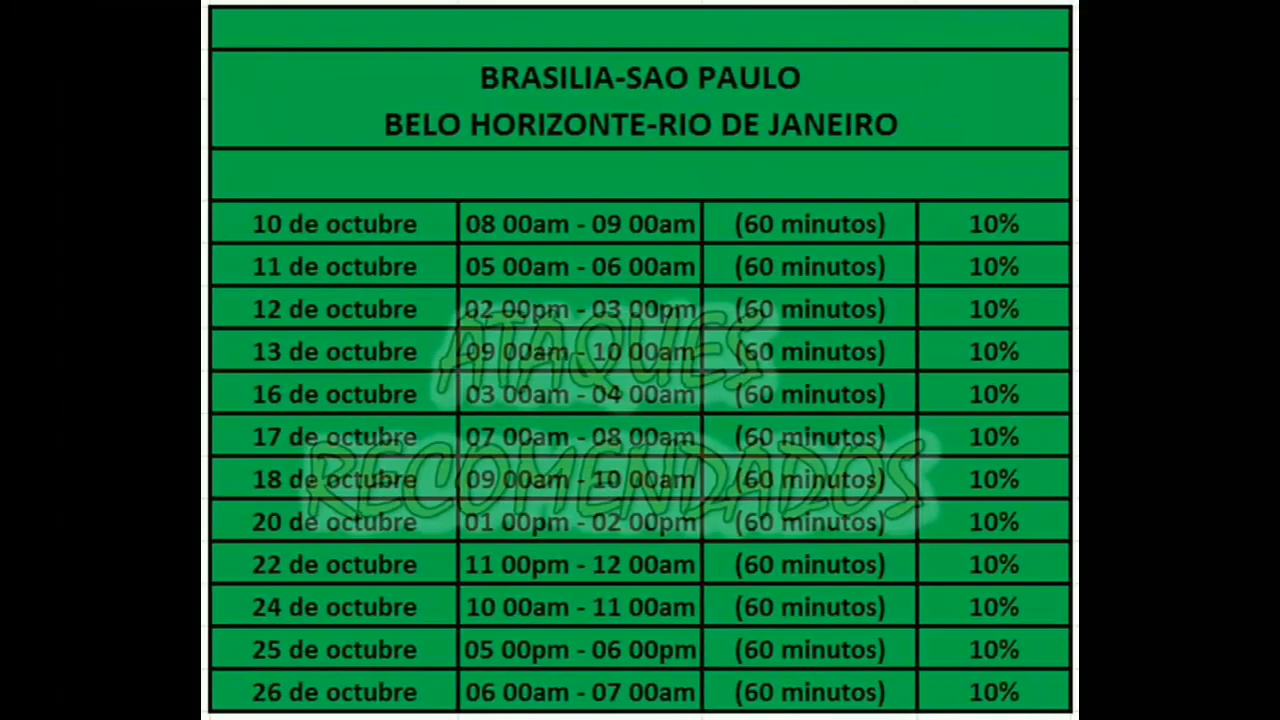 BRASILIA-SAO PAULO
BELO HORIZONTE-RIO DE JANEIRO
10 de octubre 08 00am - 09 00am (60 minutos) 10%
11 de octubre 05 00am - 06 00am (60 minutos) 10%
12 de octubre 02 00pm - 03 00pm (60 minutos) 10%
13 de octubre 09 00am - 10 00am (60 minutos) 10%
16 de octubre 03 00am - 04 00am (60 minutos) 10%
17 de octubre 07 00am - 08 00am (60 minutos) 10%
18 de octubre 09 00am - 10 00am (60 minutos) 10%
20 de octubre 01 00pm - 02 00pm (60 minutos) 10%
22 de octubre 11 00pm - 12 00am (60 minutos) 10%
24 de octubre 10 00am - 11 00am (60 minutos) 10%
25 de octubre 05 00pm - 06 00pm (60 minutos) 10%
26 de octubre 06 00am - 07 00am (60 minutos) 10%
ATAQUES
RECOMENDADOS